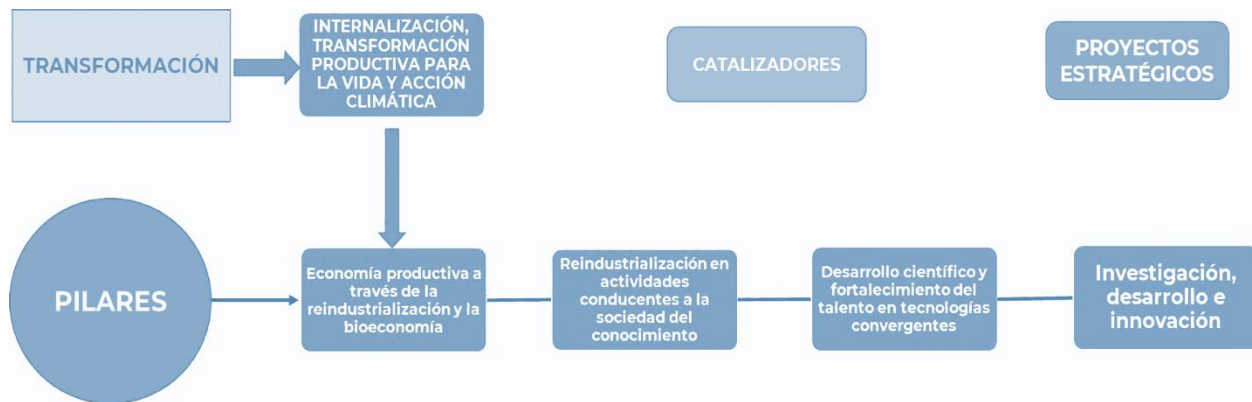 TRANSFORMACIÓN
INTERNALIZACIÓN,
TRANSFORMACIÓN
PRODUCTIVA PARA
LA VIDA Y ACCIÓN
CLIMÁTICA
CATALIZADORES
PROYECTOS
ESTRATÉGICOS
PILARES
Economía productiva a
través de la
reindustrialización y la
bioeconomía
Reindustrialización en
actividades
conducentes a la
sociedad del
conocimiento
Desarrollo científico y
fortalecimiento del
talento en tecnologías
convergentes
Investigación,
desarrollo e
innovación